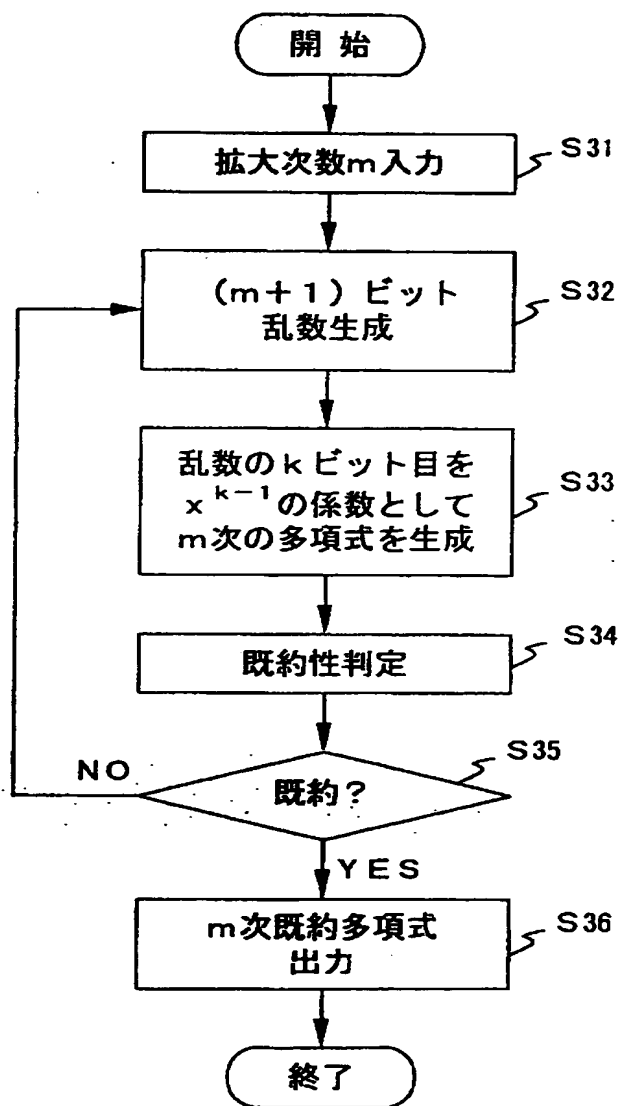 開 始
拡大次数m入力
S31
(m+1)ビット
乱数生成
S32
乱数のkビット目を
x^{k-1}の係数として
m次の多項式を生成
S33
既約性判定
S34
既約?
S35
NO
YES
m次既約多項式
出力
S36
終了